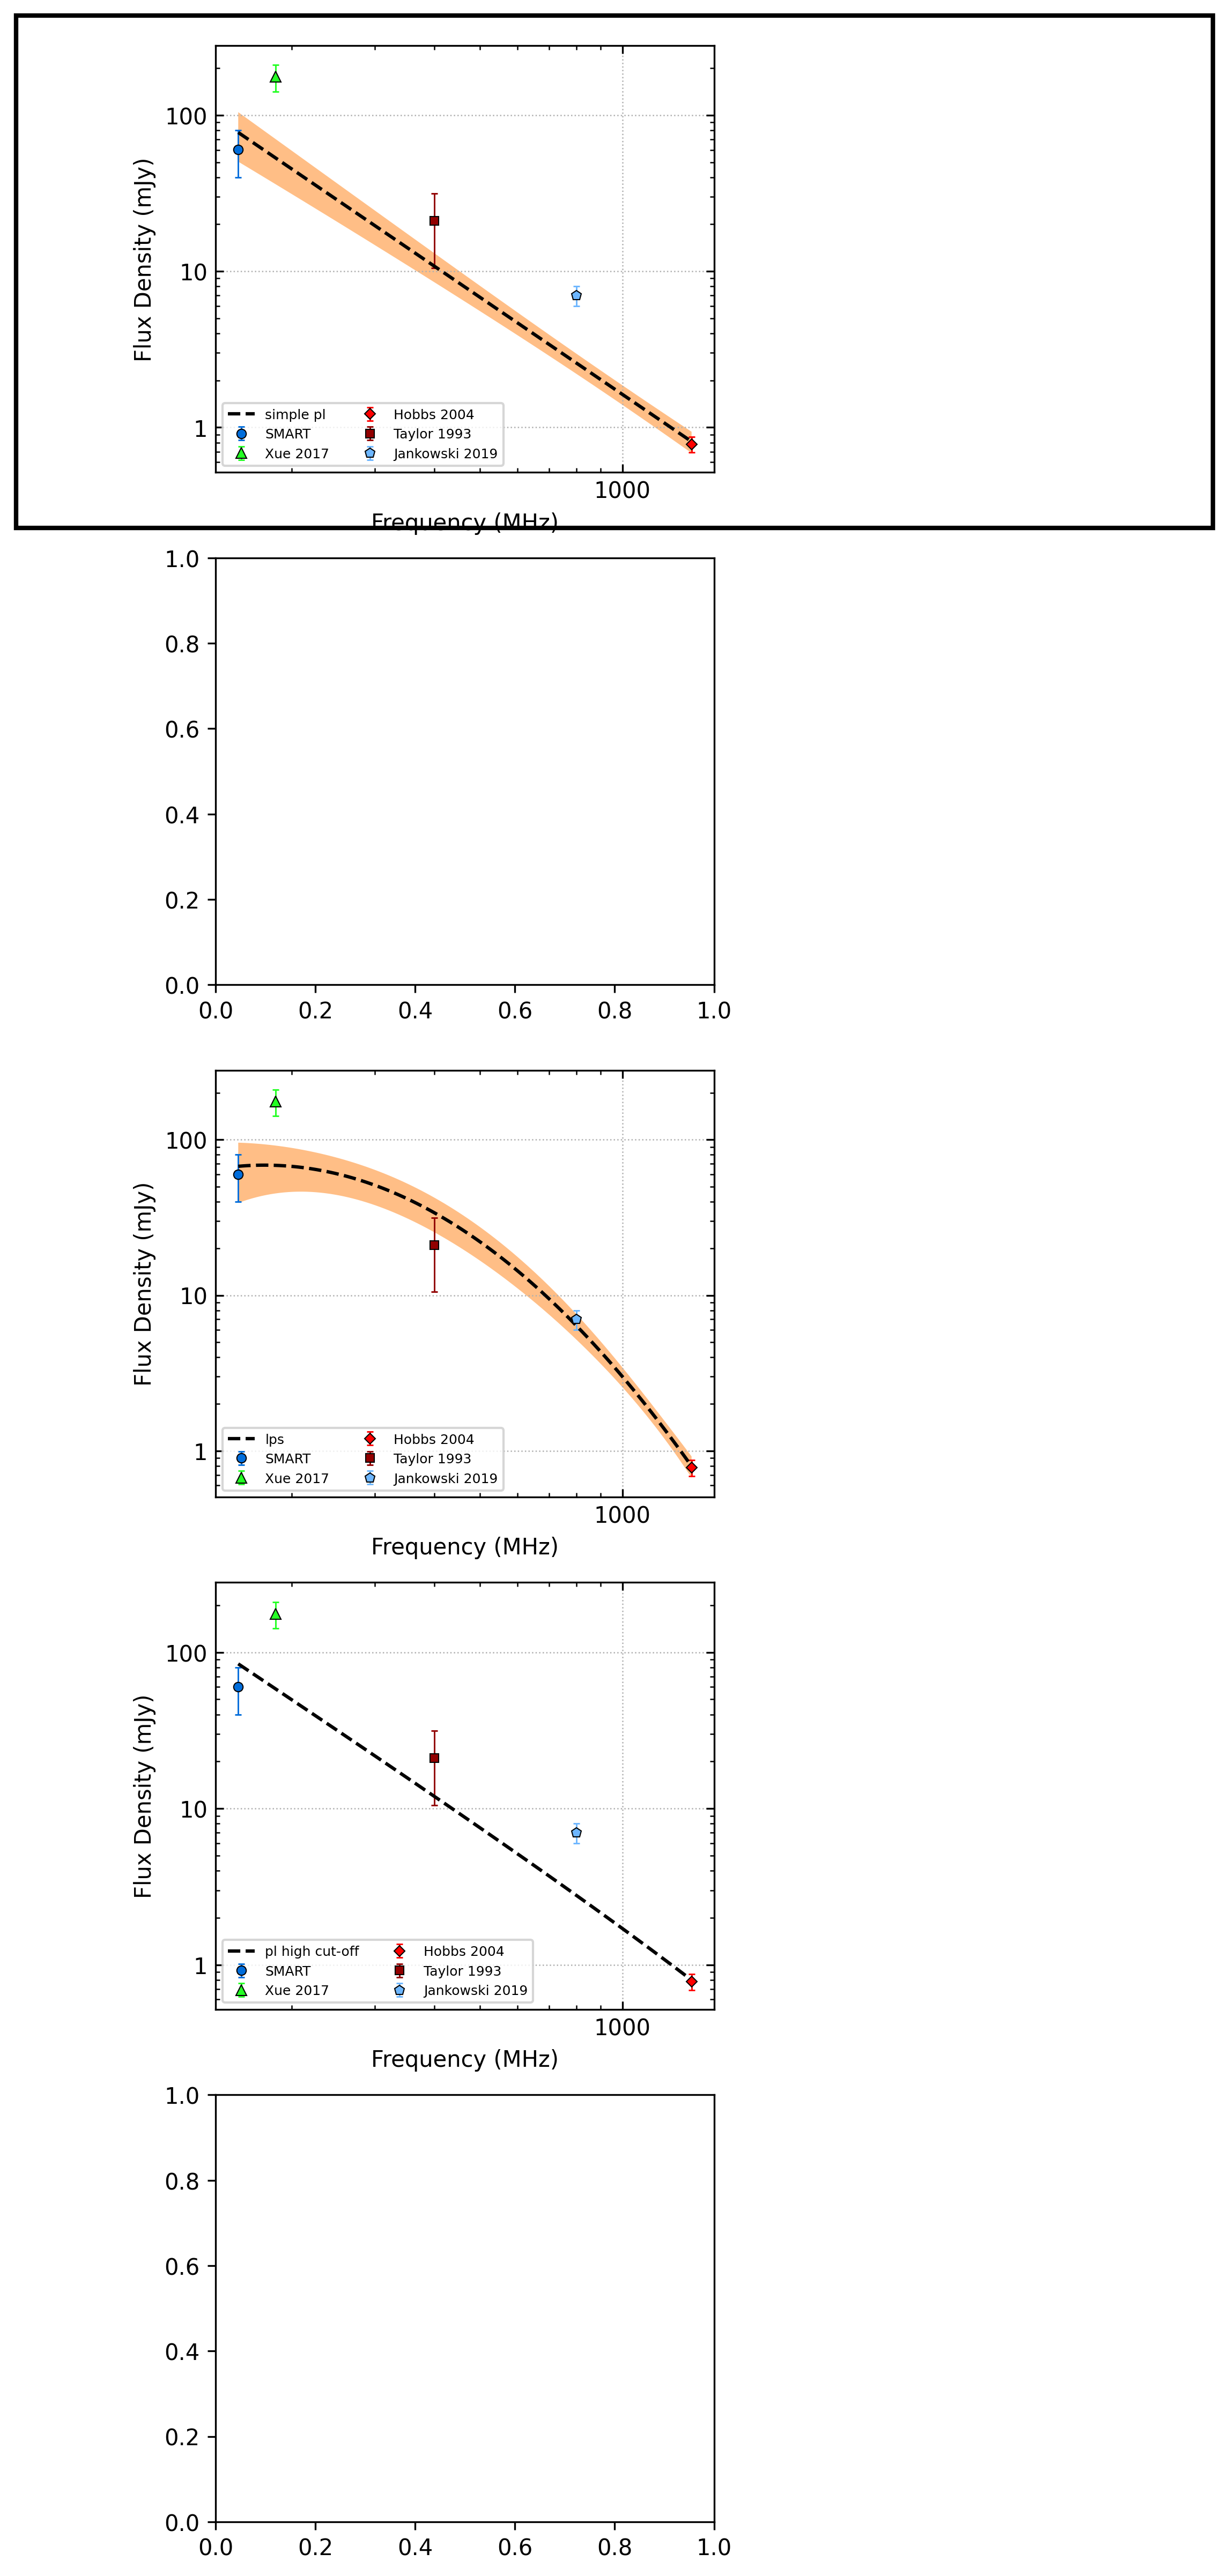 100
10
1
Flux Density (mJy)
simple pl
SMART
Xue 2017
Hobbs 2004
Taylor 1993
Jankowski 2019
1000
Frequency (MHz)
1.0
0.8
0.6
0.4
0.2
0.0
0.0 0.2 0.4 0.6 0.8 1.0
100
10
1
Flux Density (mJy)
lps
SMART
Xue 2017
Hobbs 2004
Taylor 1993
Jankowski 2019
1000
Frequency (MHz)
100
10
1
Flux Density (mJy)
pl high cut-off
SMART
Xue 2017
Hobbs 2004
Taylor 1993
Jankowski 2019
1000
Frequency (MHz)
1.0
0.8
0.6
0.4
0.2
0.0
0.0 0.2 0.4 0.6 0.8 1.0